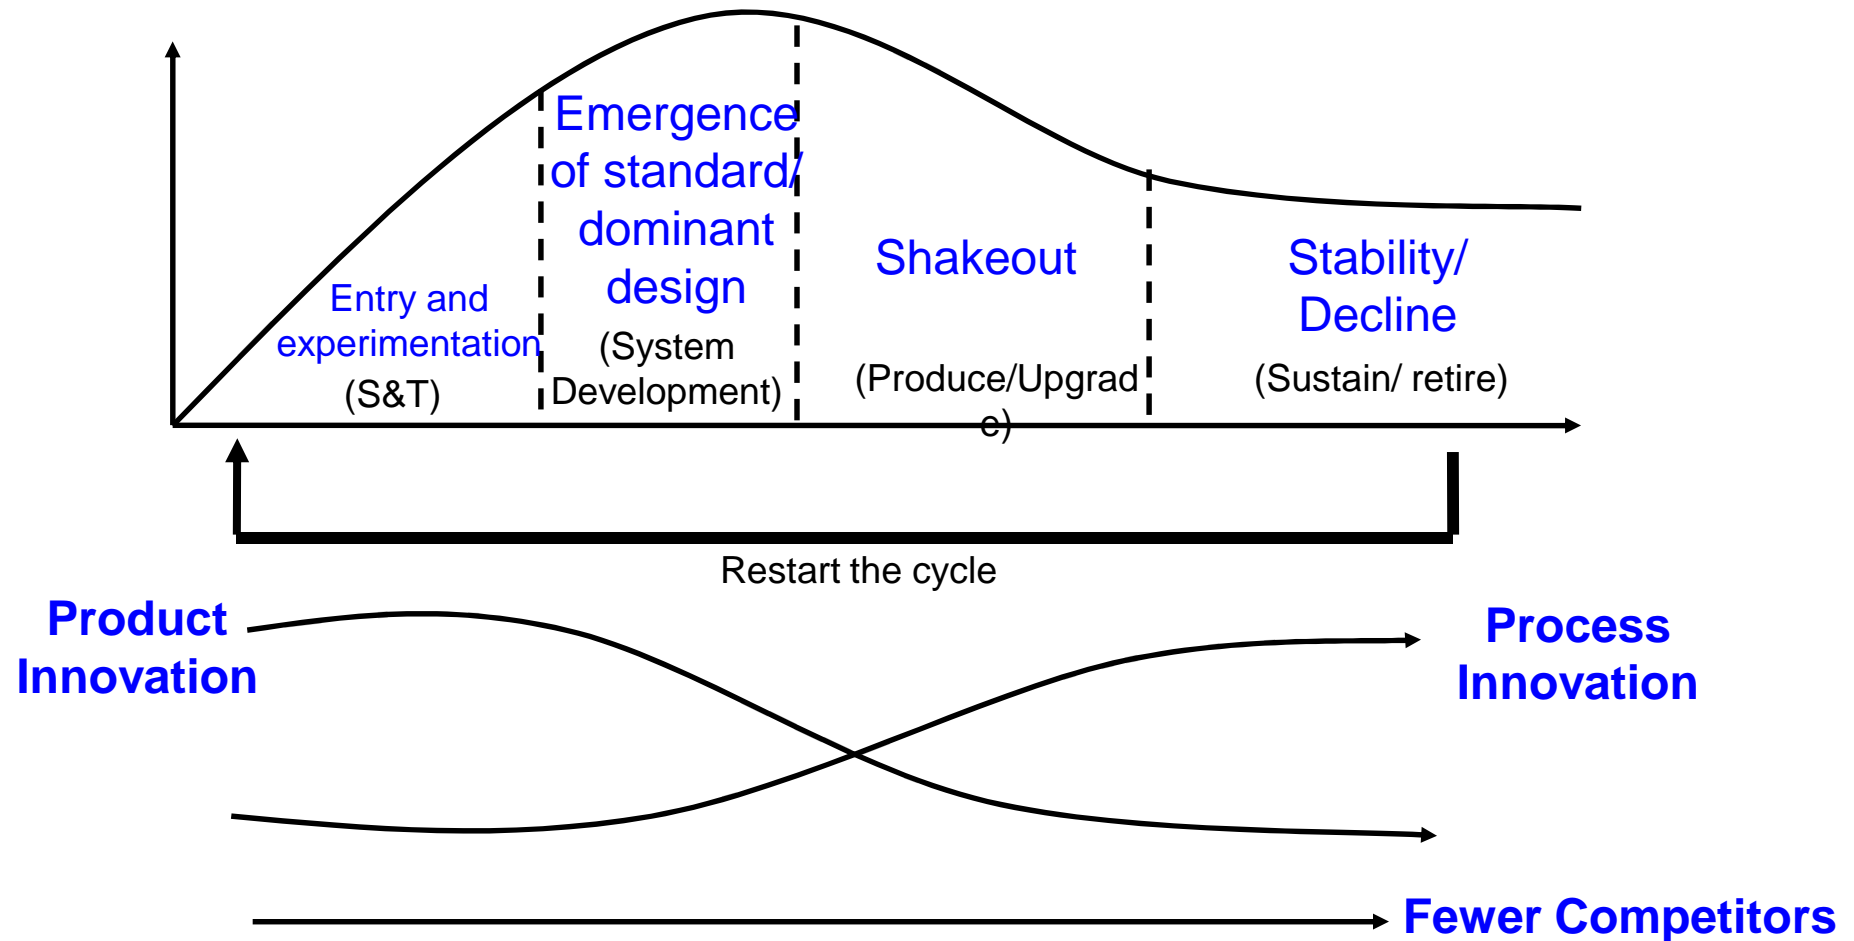 Emergence
of standard/
dominant
design
(System
Development)
Entry and
experimentation
(S&T)
Shakeout
(Produce/Upgrad
e)
Stability/
Decline
(Sustain/ retire)
Restart the cycle
Product
Innovation
Process
Innovation
Fewer Competitors